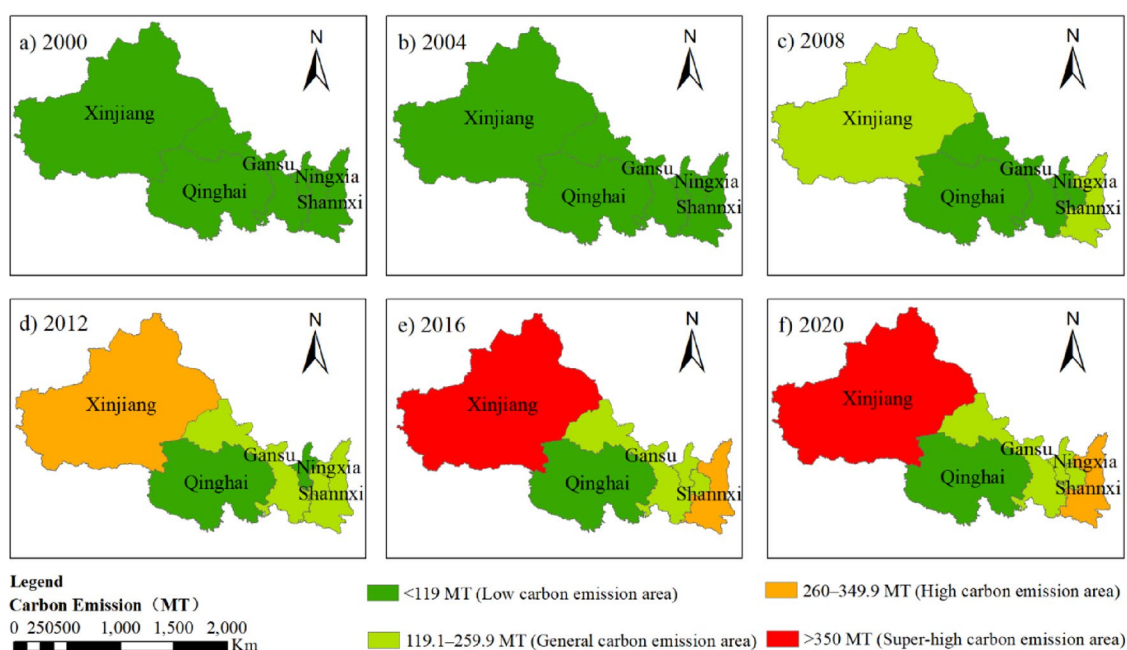 a) 2000
N
Xinjiang
Gansu
Ningxia
Qinghai
Shannxi
b) 2004
N
Xinjiang
Gansu
Ningxia
Qinghai
Shannxi
c) 2008
N
Xinjiang
Gansu
Ningxia
Qinghai
Shannxi
d) 2012
N
Xinjiang
Gansu
Ningxia
Qinghai
Shannxi
e) 2016
N
Xinjiang
Gansu
Qinghai
Shannxi
f) 2020
N
Xinjiang
Gansu
Ningxia
Qinghai
Shannxi
Legend
Carbon Emission（MT）
0 250500 1,000 1,500 2,000
Km
<119 MT (Low carbon emission area)
260–349.9 MT (High carbon emission area)
119.1–259.9 MT (General carbon emission area)
>350 MT (Super-high carbon emission area)